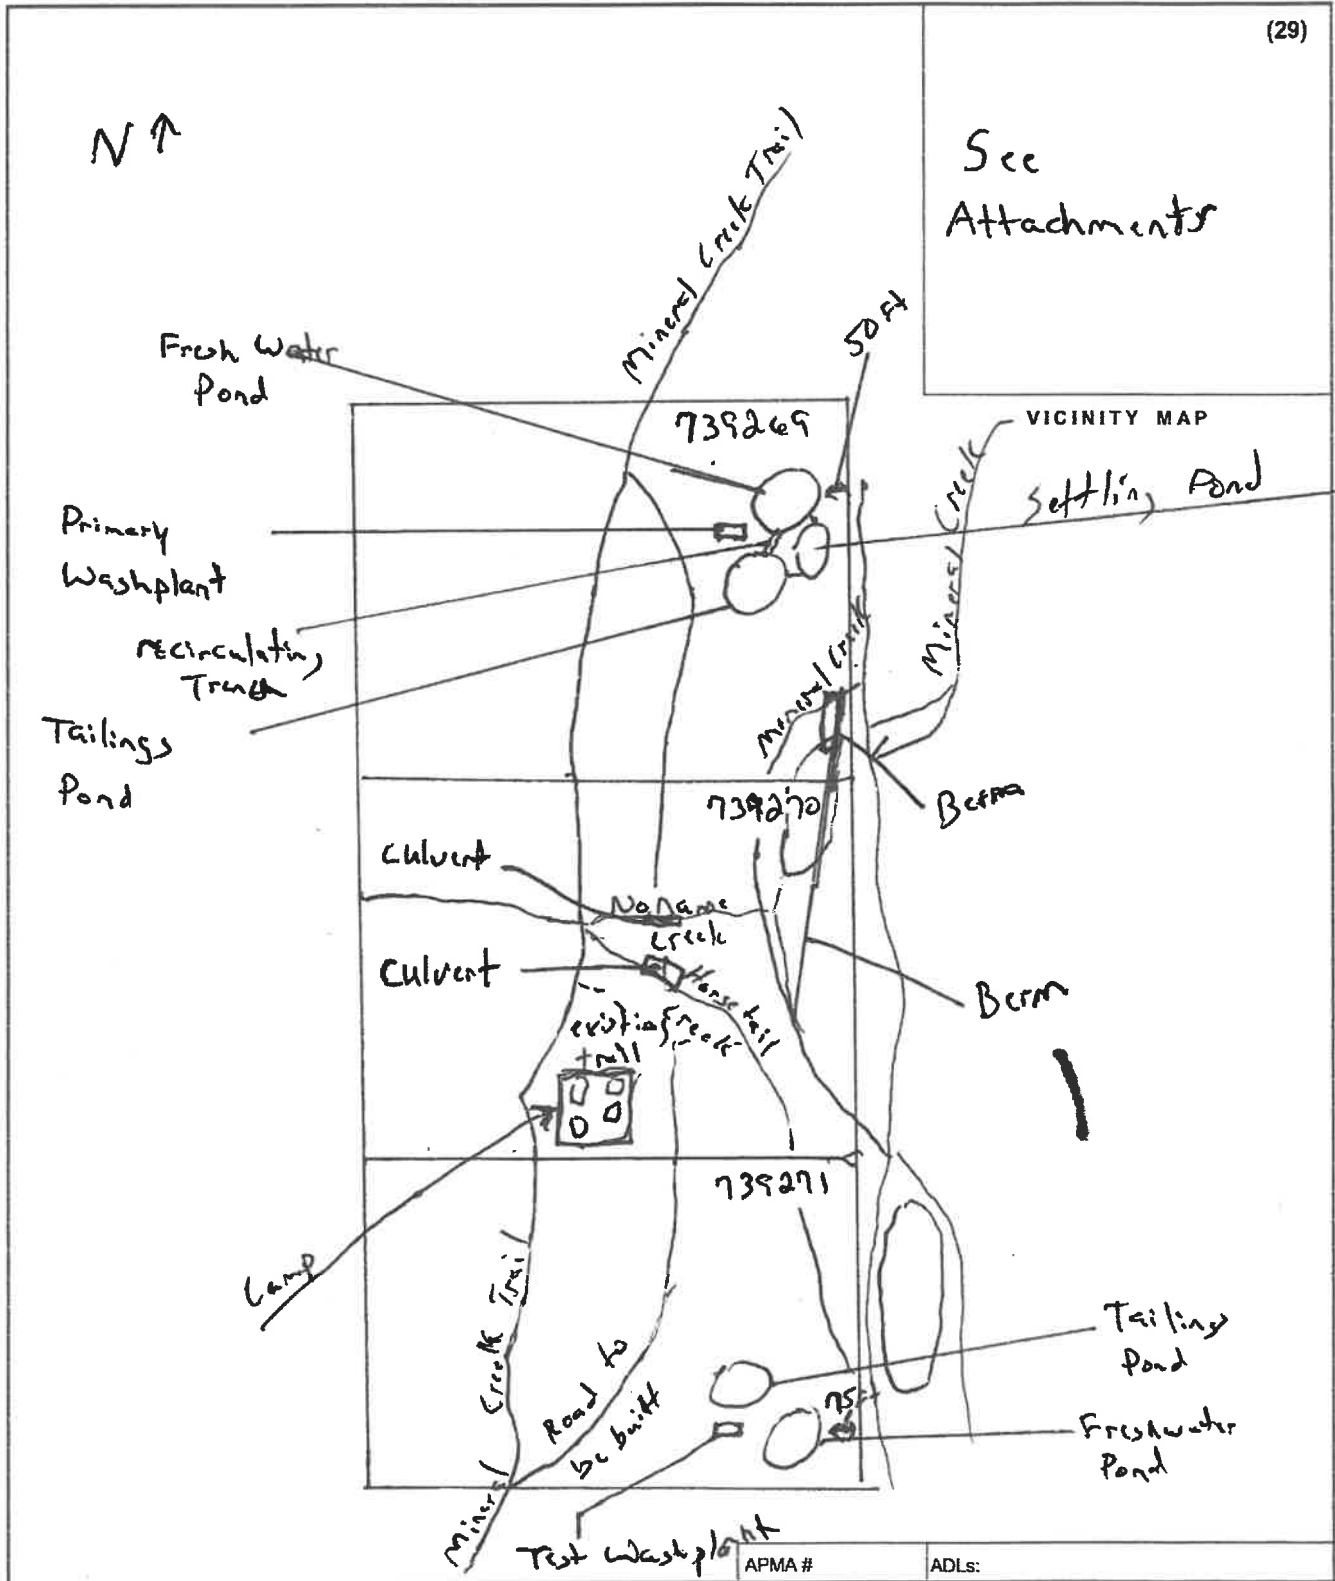 (29)
N
See
Attachments
Mineral Creek Trail
50 Ft
Fresh Water
Pond
739269
VICINITY MAP
Settling Pond
Mineral Creek
Primary
Washplant
recirculating
Trench
Mineral Creek
Tailings
Pond
739270
Berm
Culvert
No Name
Creek
Culvert
Horse tail
Creek
existing
trail
Berm
739271
Camp
Mineral Creek Trail
Road to
be built
Tailings
Pond
75 Ft
Freshwater
Pond
Test Washplant
APMA #
ADLs: